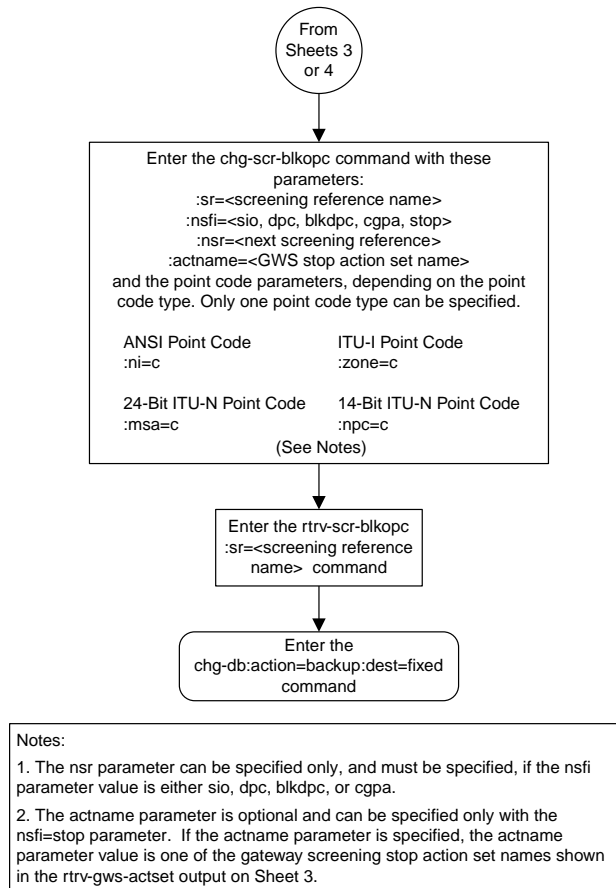 From
Sheets 3
or 4
Enter the chg-scr-blkopc command with these
parameters:
:sr=<screening reference name>
:nsfi=<sio, dpc, blkdpc, cgpa, stop>
:nsr=<next screening reference>
:actname=<GWS stop action set name>
and the point code parameters, depending on the point
code type. Only one point code type can be specified.
ANSI Point Code
:ni=c
ITU-I Point Code
:zone=c
24-Bit ITU-N Point Code
:msa=c
14-Bit ITU-N Point Code
:npc=c
(See Notes)
Enter the rtrv-scr-blkopc
:sr=<screening reference
name> command
Enter the
chg-db:action=backup:dest=fixed
command
Notes:
1. The nsr parameter can be specified only, and must be specified, if the nsfi
parameter value is either sio, dpc, blkdpc, or cgpa.
2. The actname parameter is optional and can be specified only with the
nsfi=stop parameter. If the actname parameter is specified, the actname
parameter value is one of the gateway screening stop action set names shown
in the rtrv-gws-actset output on Sheet 3.